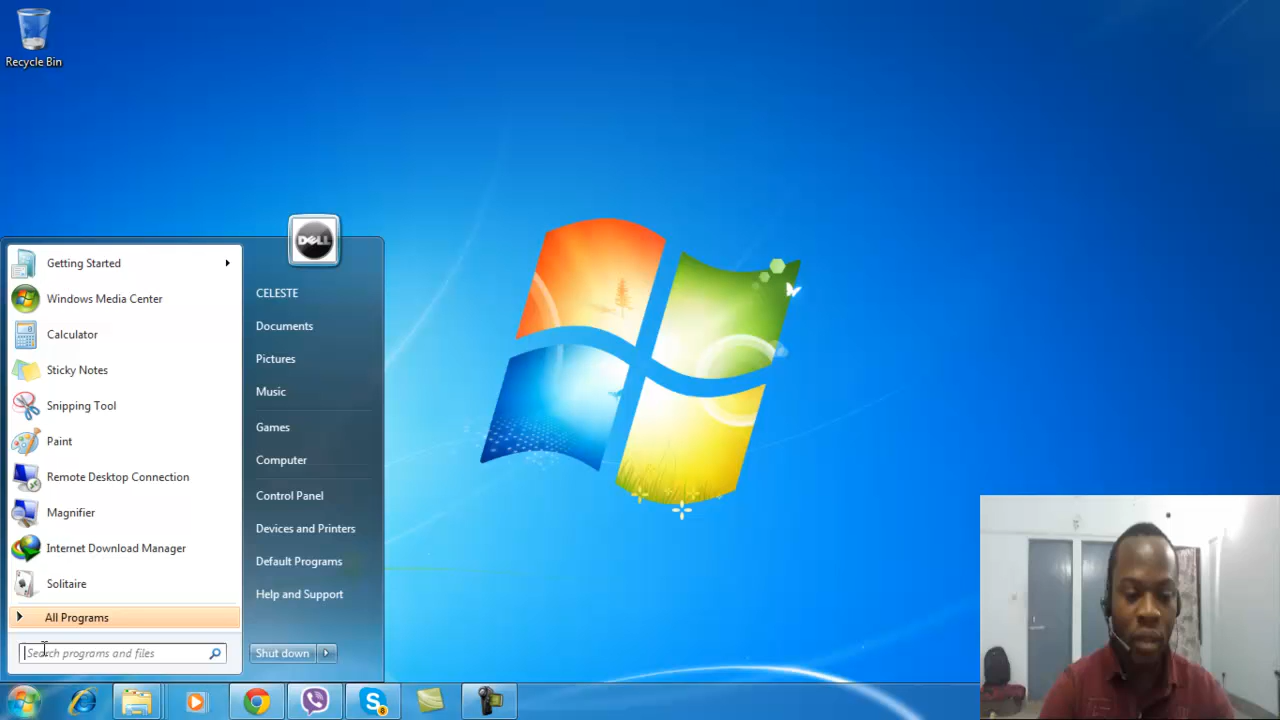 Recycle Bin
DELL
Getting Started
Windows Media Center
Calculator
Sticky Notes
Snipping Tool
Paint
Remote Desktop Connection
Magnifier
Internet Download Manager
Solitaire
All Programs
Search programs and files
CELESTE
Documents
Pictures
Music
Games
Computer
Control Panel
Devices and Printers
Default Programs
Help and Support
Shut down
8